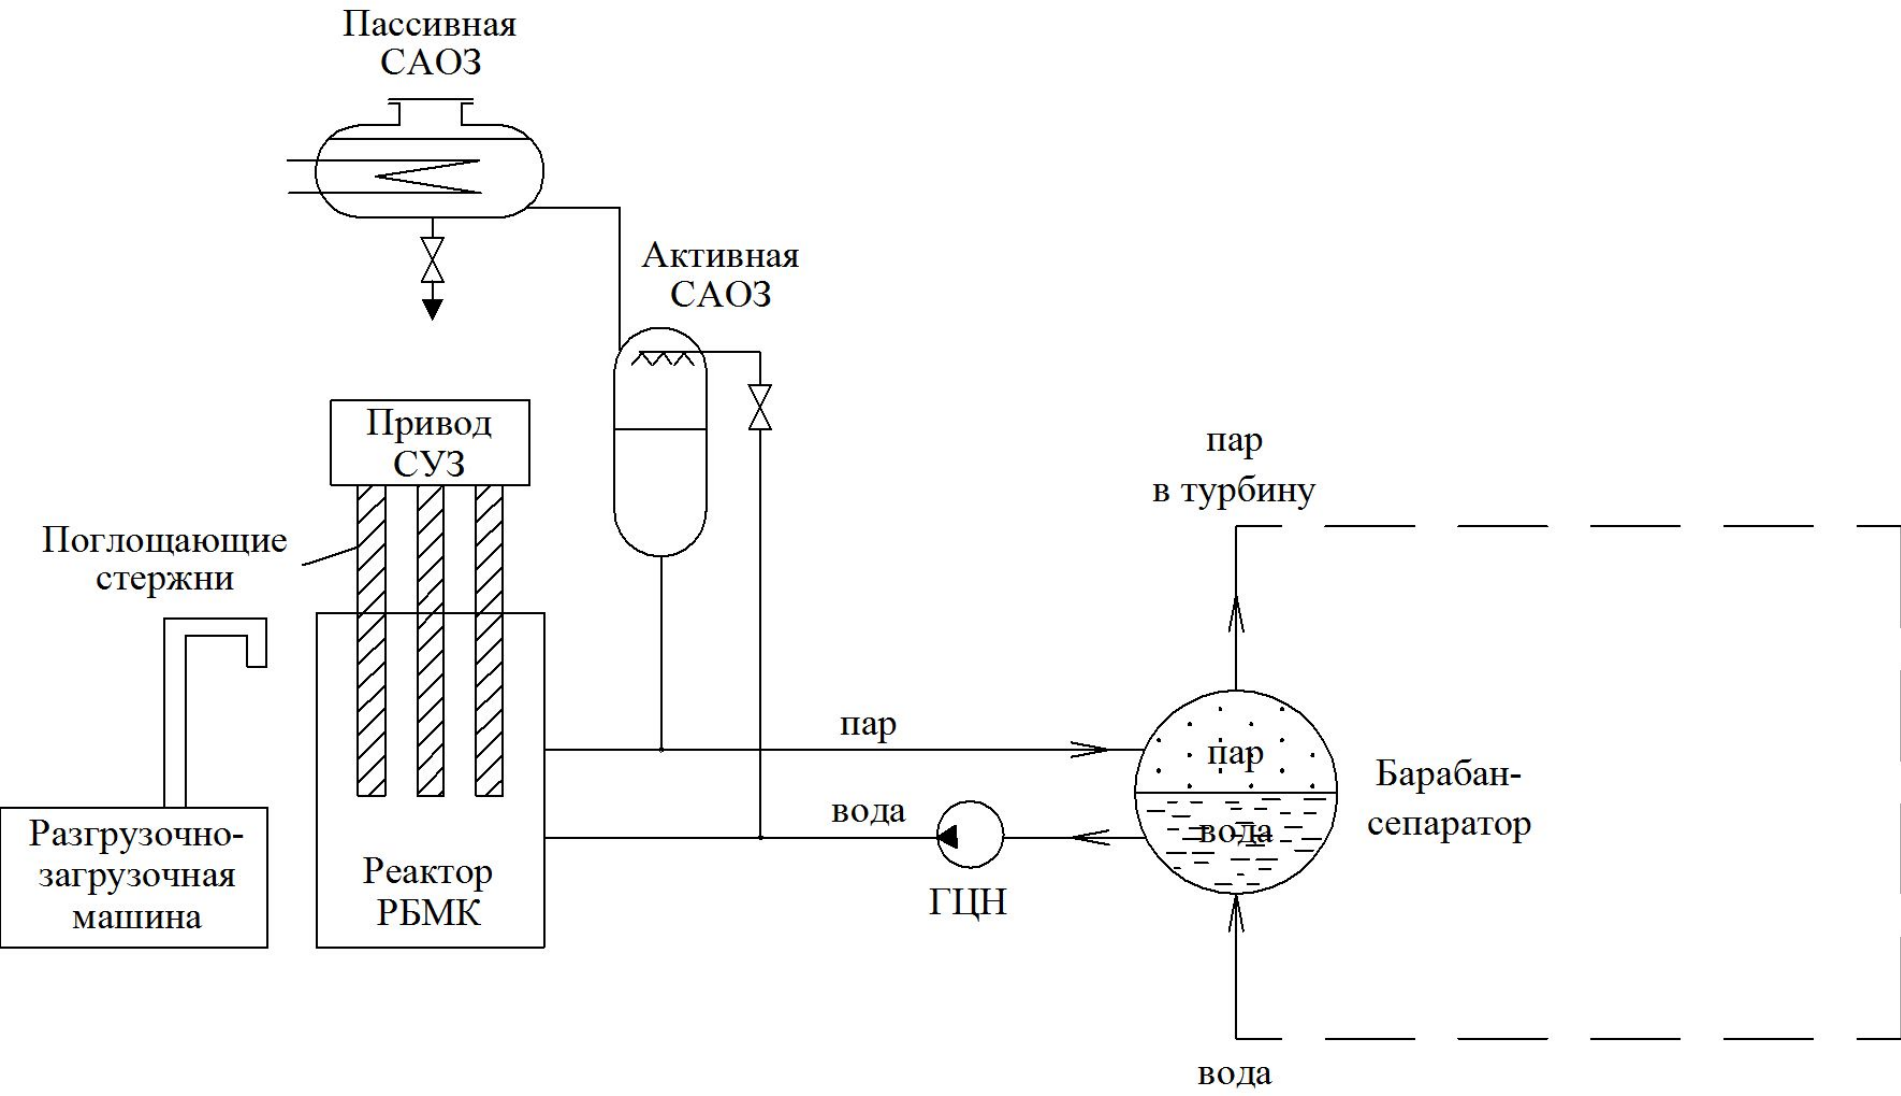 Пассивная
САОЗ
Активная
САОЗ
Привод
СУЗ
пар
в турбину
Поглощающие
стержни
пар
пар
Барабан-
сепаратор
вода
вода
Разгрузочно-
загрузочная
машина
Реактор
РБМК
ГЦН
вода